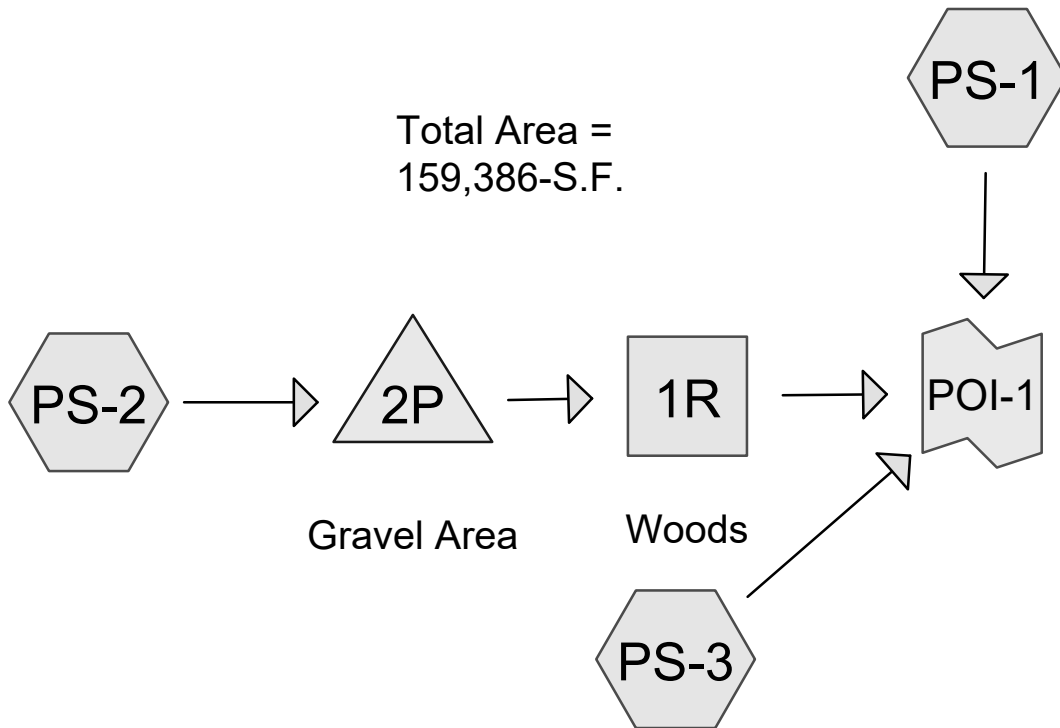 PS-1
Total Area =
159,386-S.F.
PS-2
2P
1R
POI-1
Gravel Area
Woods
PS-3